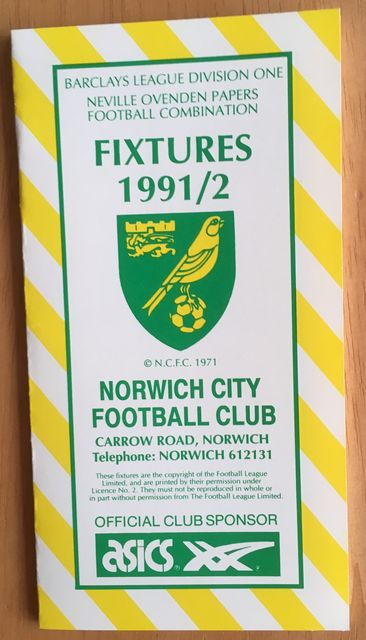 BARCLAYS LEAGUE DIVISION ONE
NEVILLE OVENDEN PAPERS
FOOTBALL COMBINATION
FIXTURES
1991/2
© N.C.F.C. 1971
NORWICH CITY
FOOTBALL CLUB
CARROW ROAD, NORWICH
Telephone: NORWICH 612131
These fixtures are the copyright of the Football League
Limited, and are printed by their permission under
Licence No. 2. They must not be reproduced in whole or
in part without permission from The Football League Limited.
OFFICIAL CLUB SPONSOR
asics